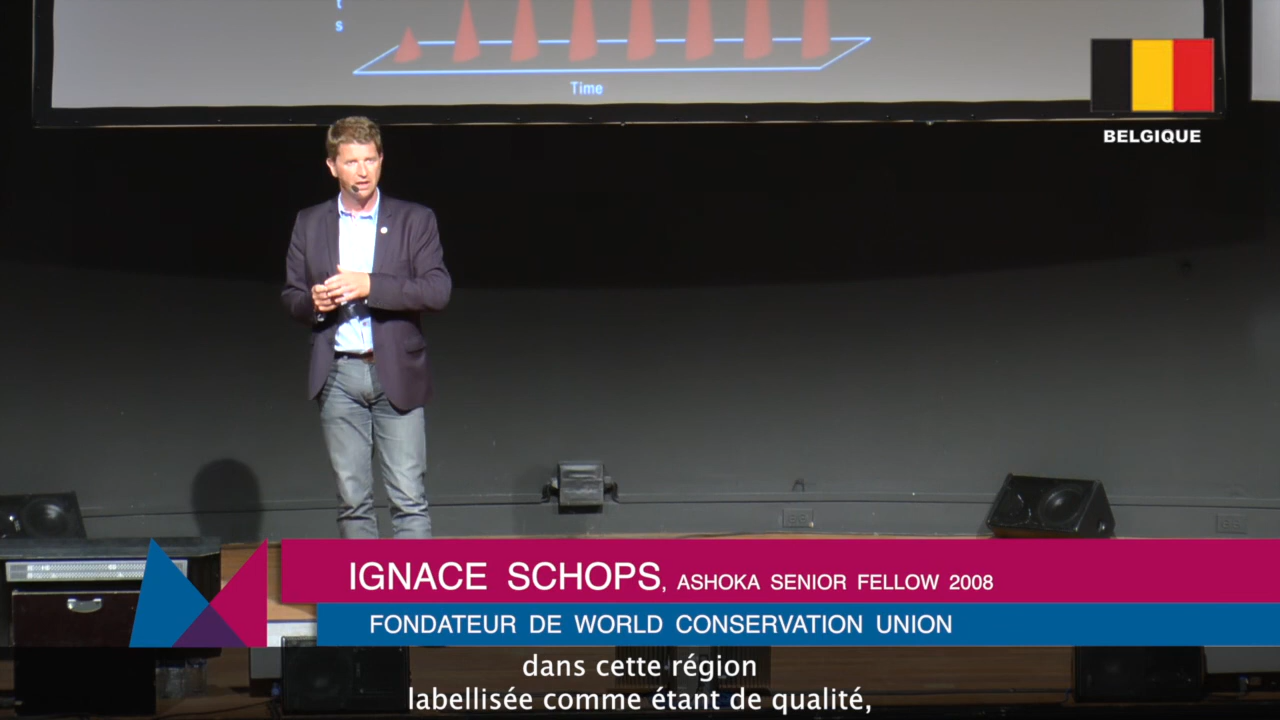 t
s
Time
BELGIQUE
IGNACE SCHOPS, ASHOKA SENIOR FELLOW 2008
FONDATEUR DE WORLD CONSERVATION UNION
dans cette région
labellisée comme étant de qualité,